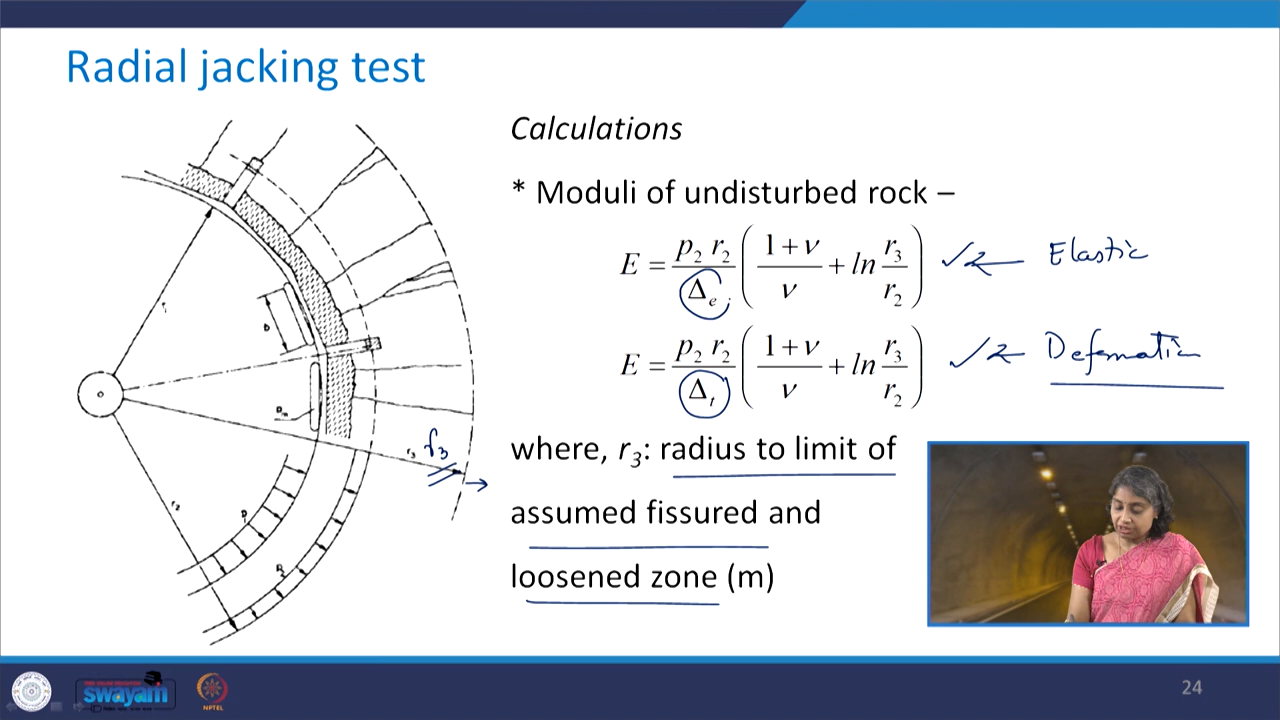 Radial jacking test
Calculations
* Moduli of undisturbed rock –
E = p₂ r₂ / Δₑ ( (1 + ν) / ν + ln r₃ / r₂ ) Elastic
E = p₂ r₂ / Δₜ ( (1 + ν) / ν + ln r₃ / r₂ ) Deformation
where, r₃: radius to limit of
assumed fissured and
loosened zone (m)
r₃
r₂
swayam
NPTEL
24